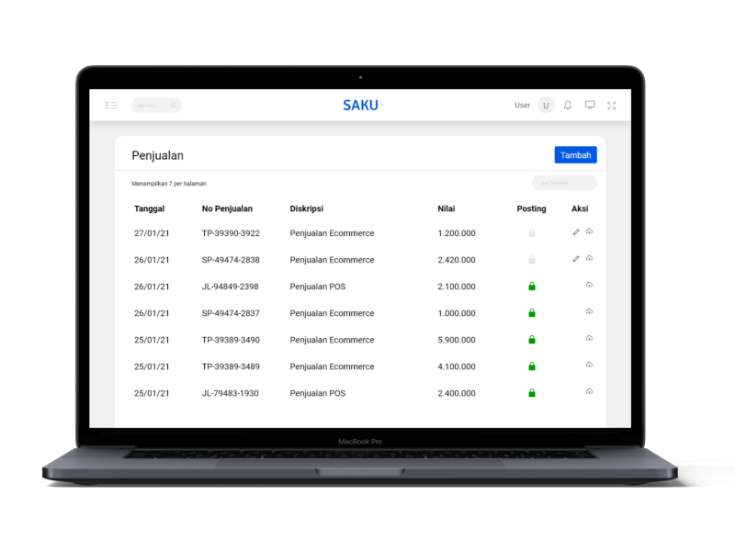 SAKU
User U
Penjualan
Tambah
Menampilkan 7 per halaman
Tanggal No Penjualan Diskripsi Nilai Posting Aksi
27/01/21 TP-39390-3922 Penjualan Ecommerce 1.200.000
26/01/21 SP-49474-2838 Penjualan Ecommerce 2.420.000
26/01/21 JL-94849-2398 Penjualan POS 2.100.000
26/01/21 SP-49474-2837 Penjualan Ecommerce 1.000.000
25/01/21 TP-39389-3490 Penjualan Ecommerce 5.900.000
25/01/21 TP-39389-3489 Penjualan Ecommerce 4.100.000
25/01/21 JL-79483-1930 Penjualan POS 2.400.000
MacBook Pro